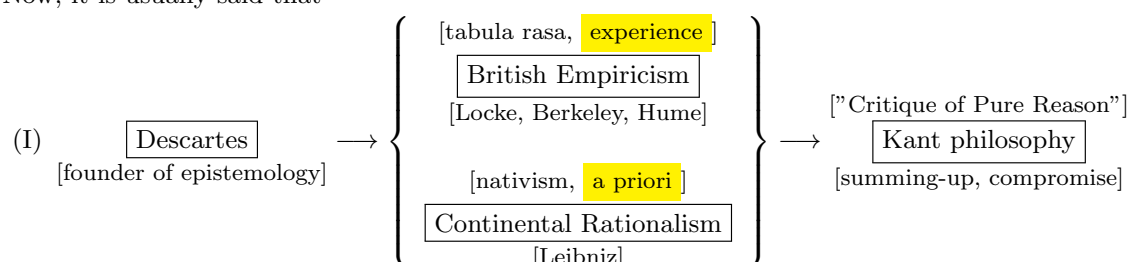 Now, it is usually said that
[tabula rasa, experience]
British Empiricism
[Locke, Berkeley, Hume]
["Critique of Pure Reason"]
(I) Descartes ⟶ ⟶ Kant philosophy
[founder of epistemology]
[summing-up, compromise]
[nativism, a priori]
Continental Rationalism
[Leibniz]